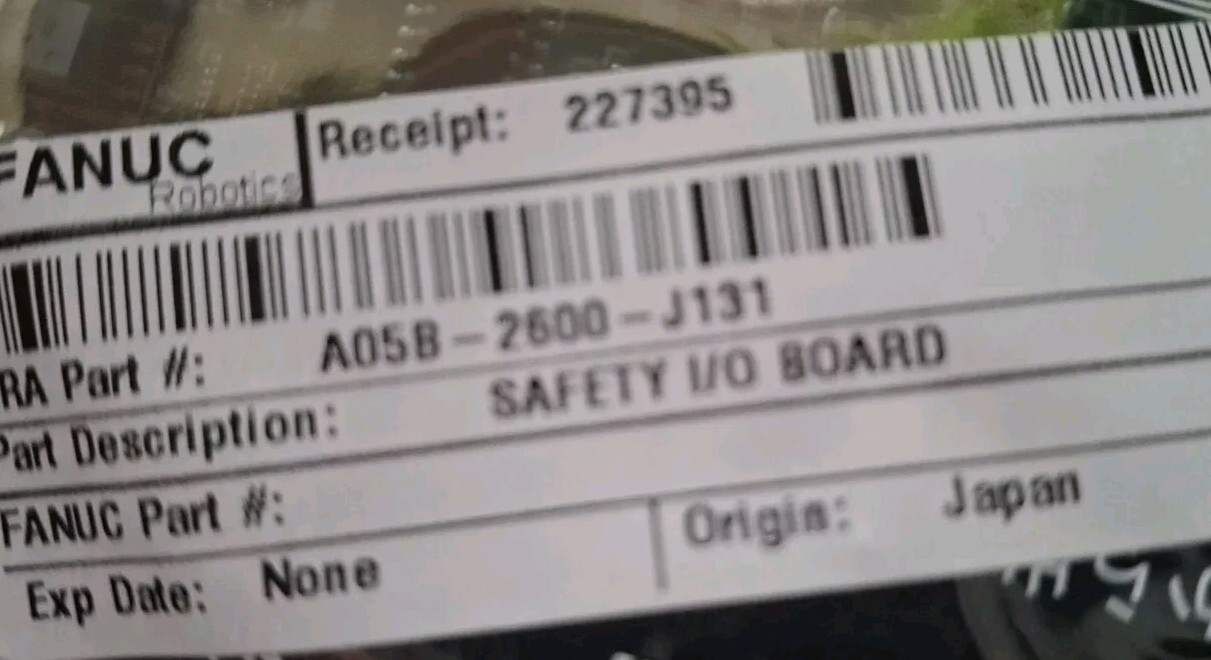 FANUC
Robotics
Receipt: 227395
RA Part #: A05B-2600-J131
Part Description: SAFETY I/O BOARD
FANUC Part #:
Exp Date: None
Origin: Japan